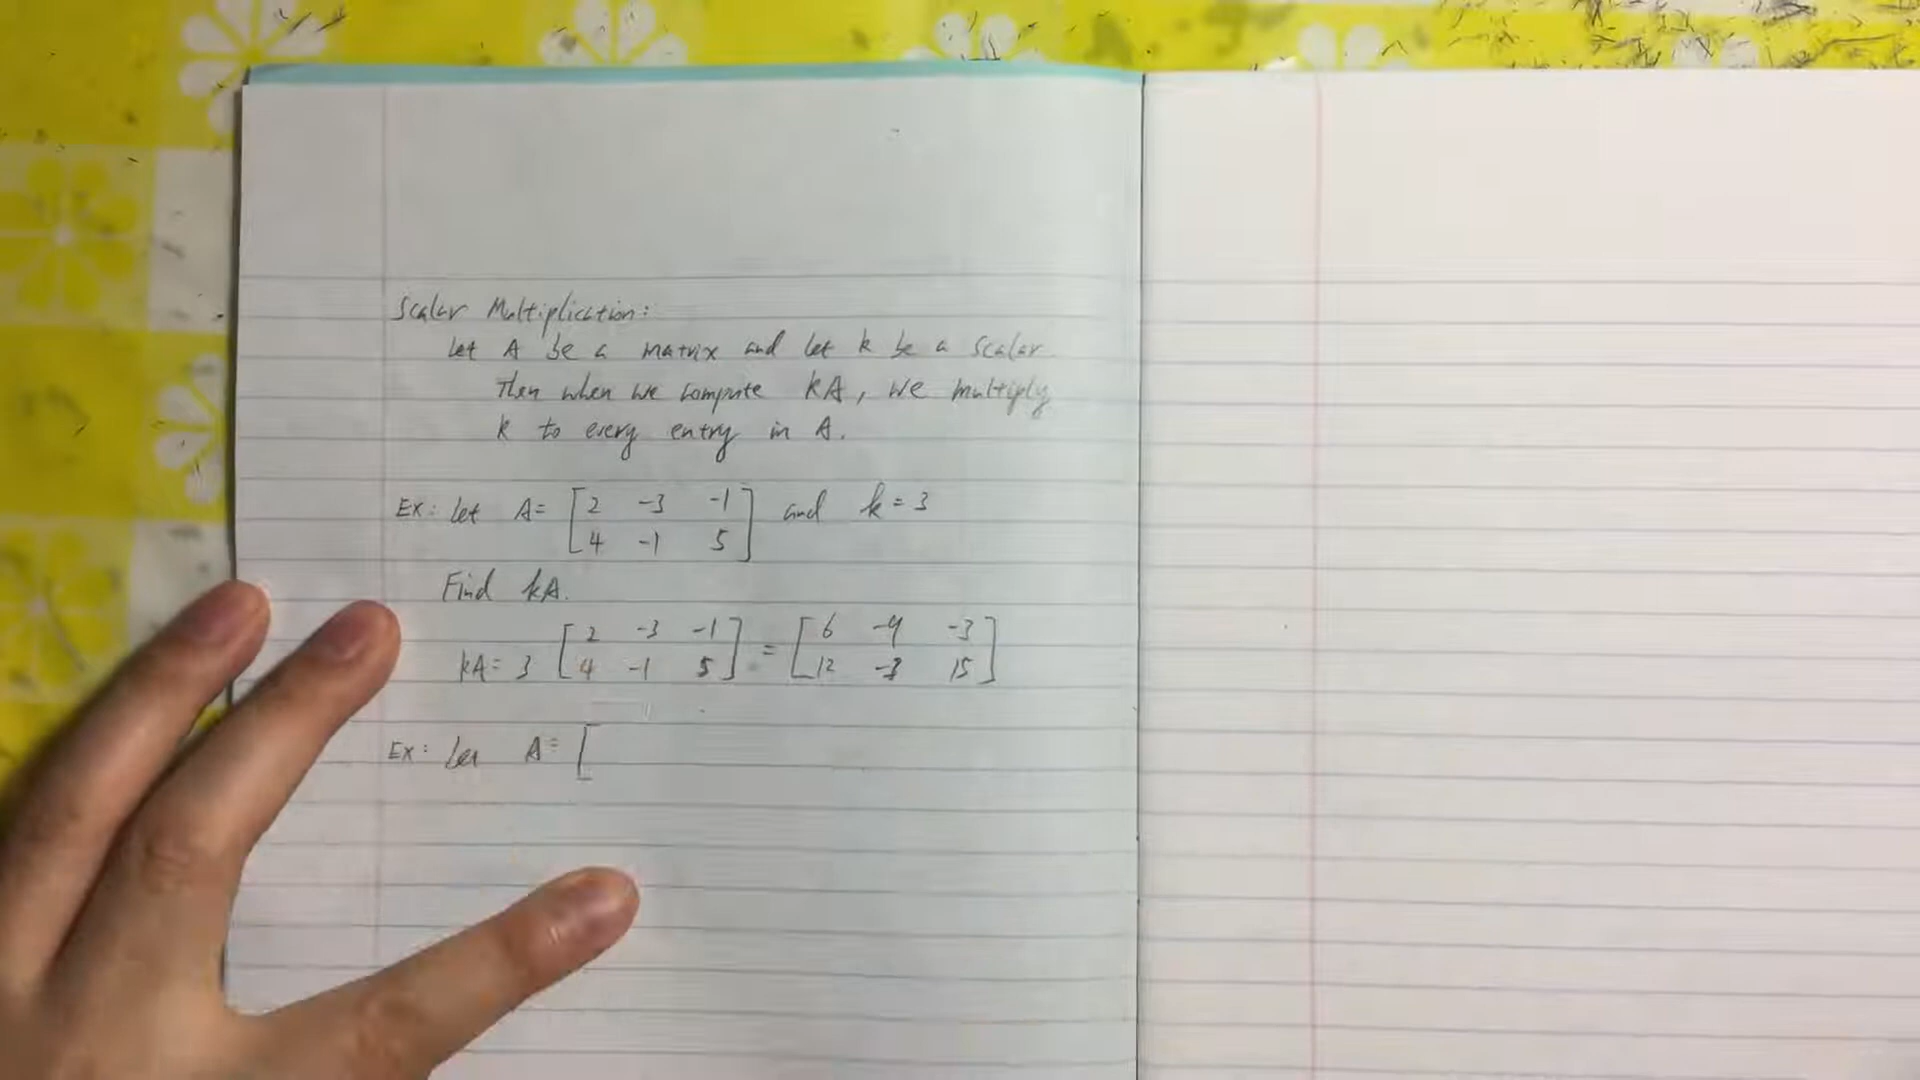 Scalar Multiplication:
Let A be a matrix and let k be a scalar
Then when we compute kA, we multiply
k to every entry in A.
Ex: Let A= [2 -3 -1
4 -1 5] and k=3
Find kA.
kA= 3 [2 -3 -1
4 -1 5] = [6 -9 -3
12 -3 15]
Ex: Let A= [